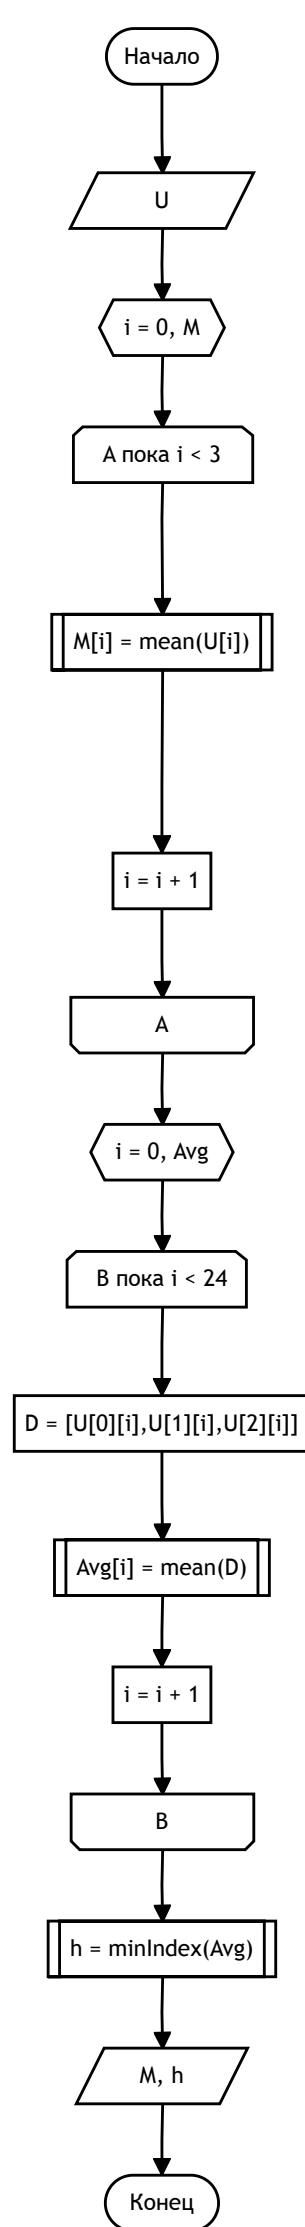 Начало
U
i = 0, M
A пока i < 3
M[i] = mean(U[i])
i = i + 1
A
i = 0, Avg
B пока i < 24
D = [U[0][i],U[1][i],U[2][i]]
Avg[i] = mean(D)
i = i + 1
B
h = minIndex(Avg)
M, h
Конец